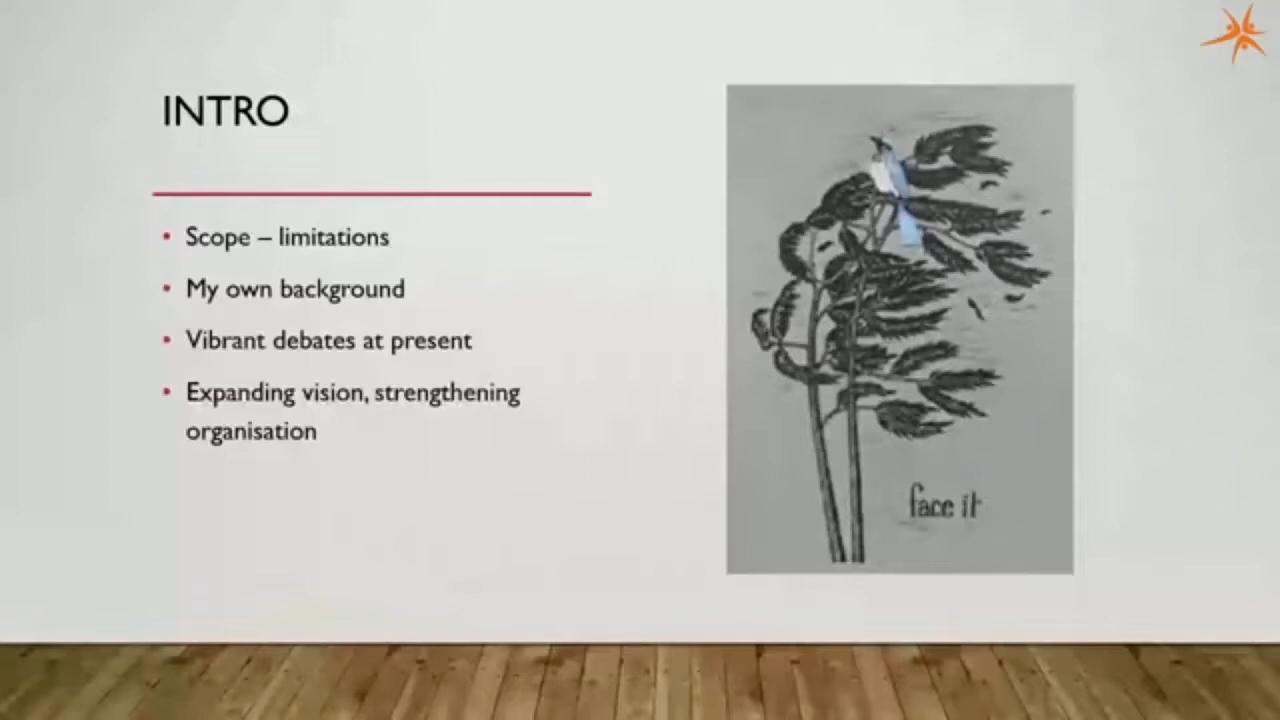 INTRO
• Scope – limitations
• My own background
• Vibrant debates at present
• Expanding vision, strengthening
organisation
face it